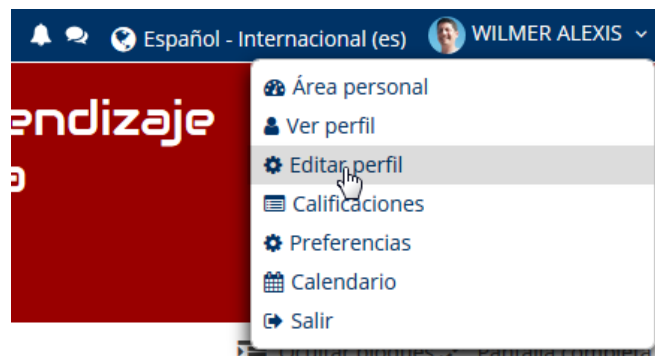 Español - Internacional (es) WILMER ALEXIS
Área personal
endizaje
Ver perfil
Editar perfil
Calificaciones
Preferencias
Calendario
Salir